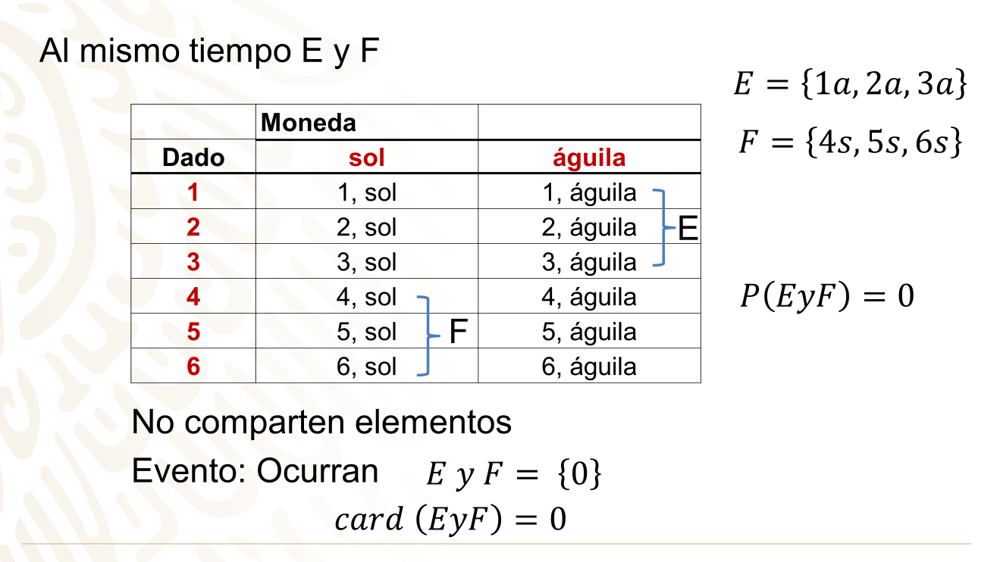 Al mismo tiempo E y F
E = {1a, 2a, 3a}
F = {4s, 5s, 6s}
Moneda
Dado sol águila
1 1, sol 1, águila
2 2, sol 2, águila
E
3 3, sol 3, águila
4 4, sol 4, águila
5 5, sol F 5, águila
6 6, sol 6, águila
P(EyF) = 0
No comparten elementos
Evento: Ocurran E y F = {0}
card (EyF) = 0